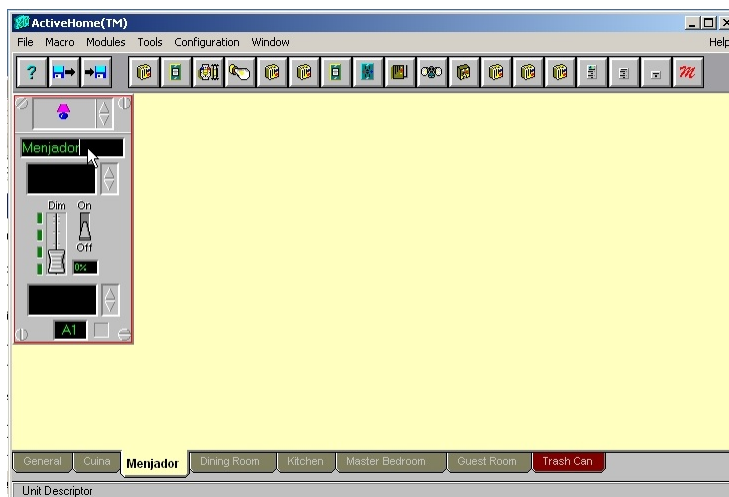 ActiveHome(TM)
File Macro Modules Tools Configuration Window Help
? m
Menjador
Dim On
Off
0%
A1
General Cuina Menjador Dining Room Kitchen Master Bedroom Guest Room Trash Can
Unit Descriptor